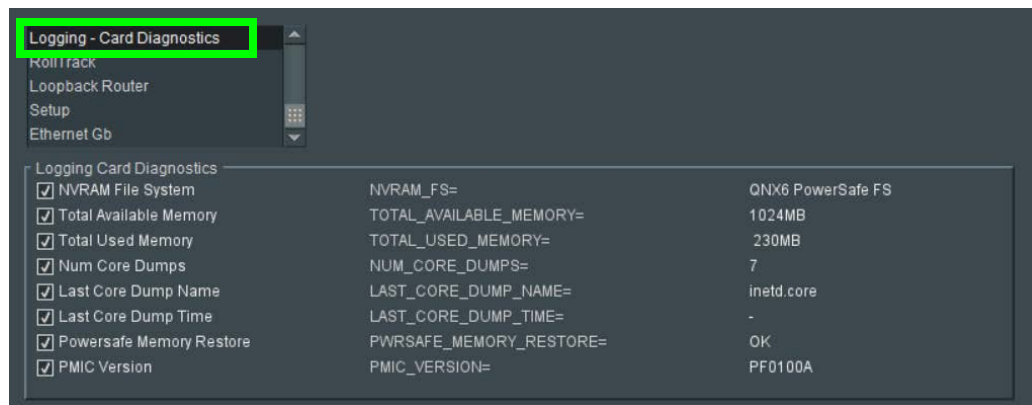 Logging - Card Diagnostics
RollTrack
Loopback Router
Setup
Ethernet Gb
Logging Card Diagnostics
NVRAM File System NVRAM_FS= QNX6 PowerSafe FS
Total Available Memory TOTAL_AVAILABLE_MEMORY= 1024MB
Total Used Memory TOTAL_USED_MEMORY= 230MB
Num Core Dumps NUM_CORE_DUMPS= 7
Last Core Dump Name LAST_CORE_DUMP_NAME= inetd.core
Last Core Dump Time LAST_CORE_DUMP_TIME= -
Powersafe Memory Restore PWRSAFE_MEMORY_RESTORE= OK
PMIC Version PMIC_VERSION= PF0100A